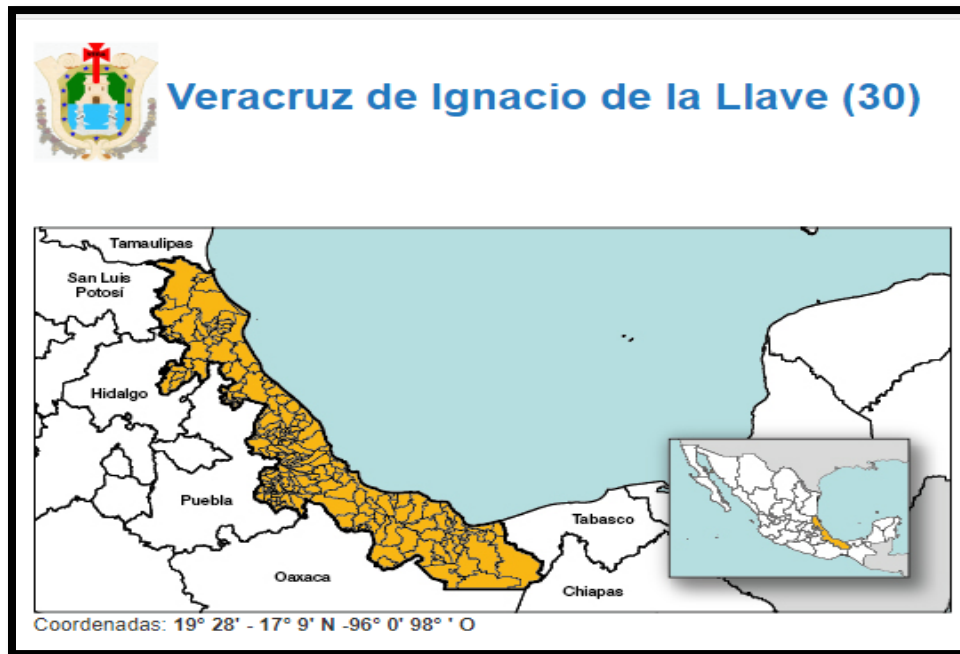 Veracruz de Ignacio de la Llave (30)
Tamaulipas
San Luis
Potosí
Hidalgo
Puebla
Tabasco
Oaxaca
Chiapas
Coordenadas: 19° 28' - 17° 9' N -96° 0' 98° ' O